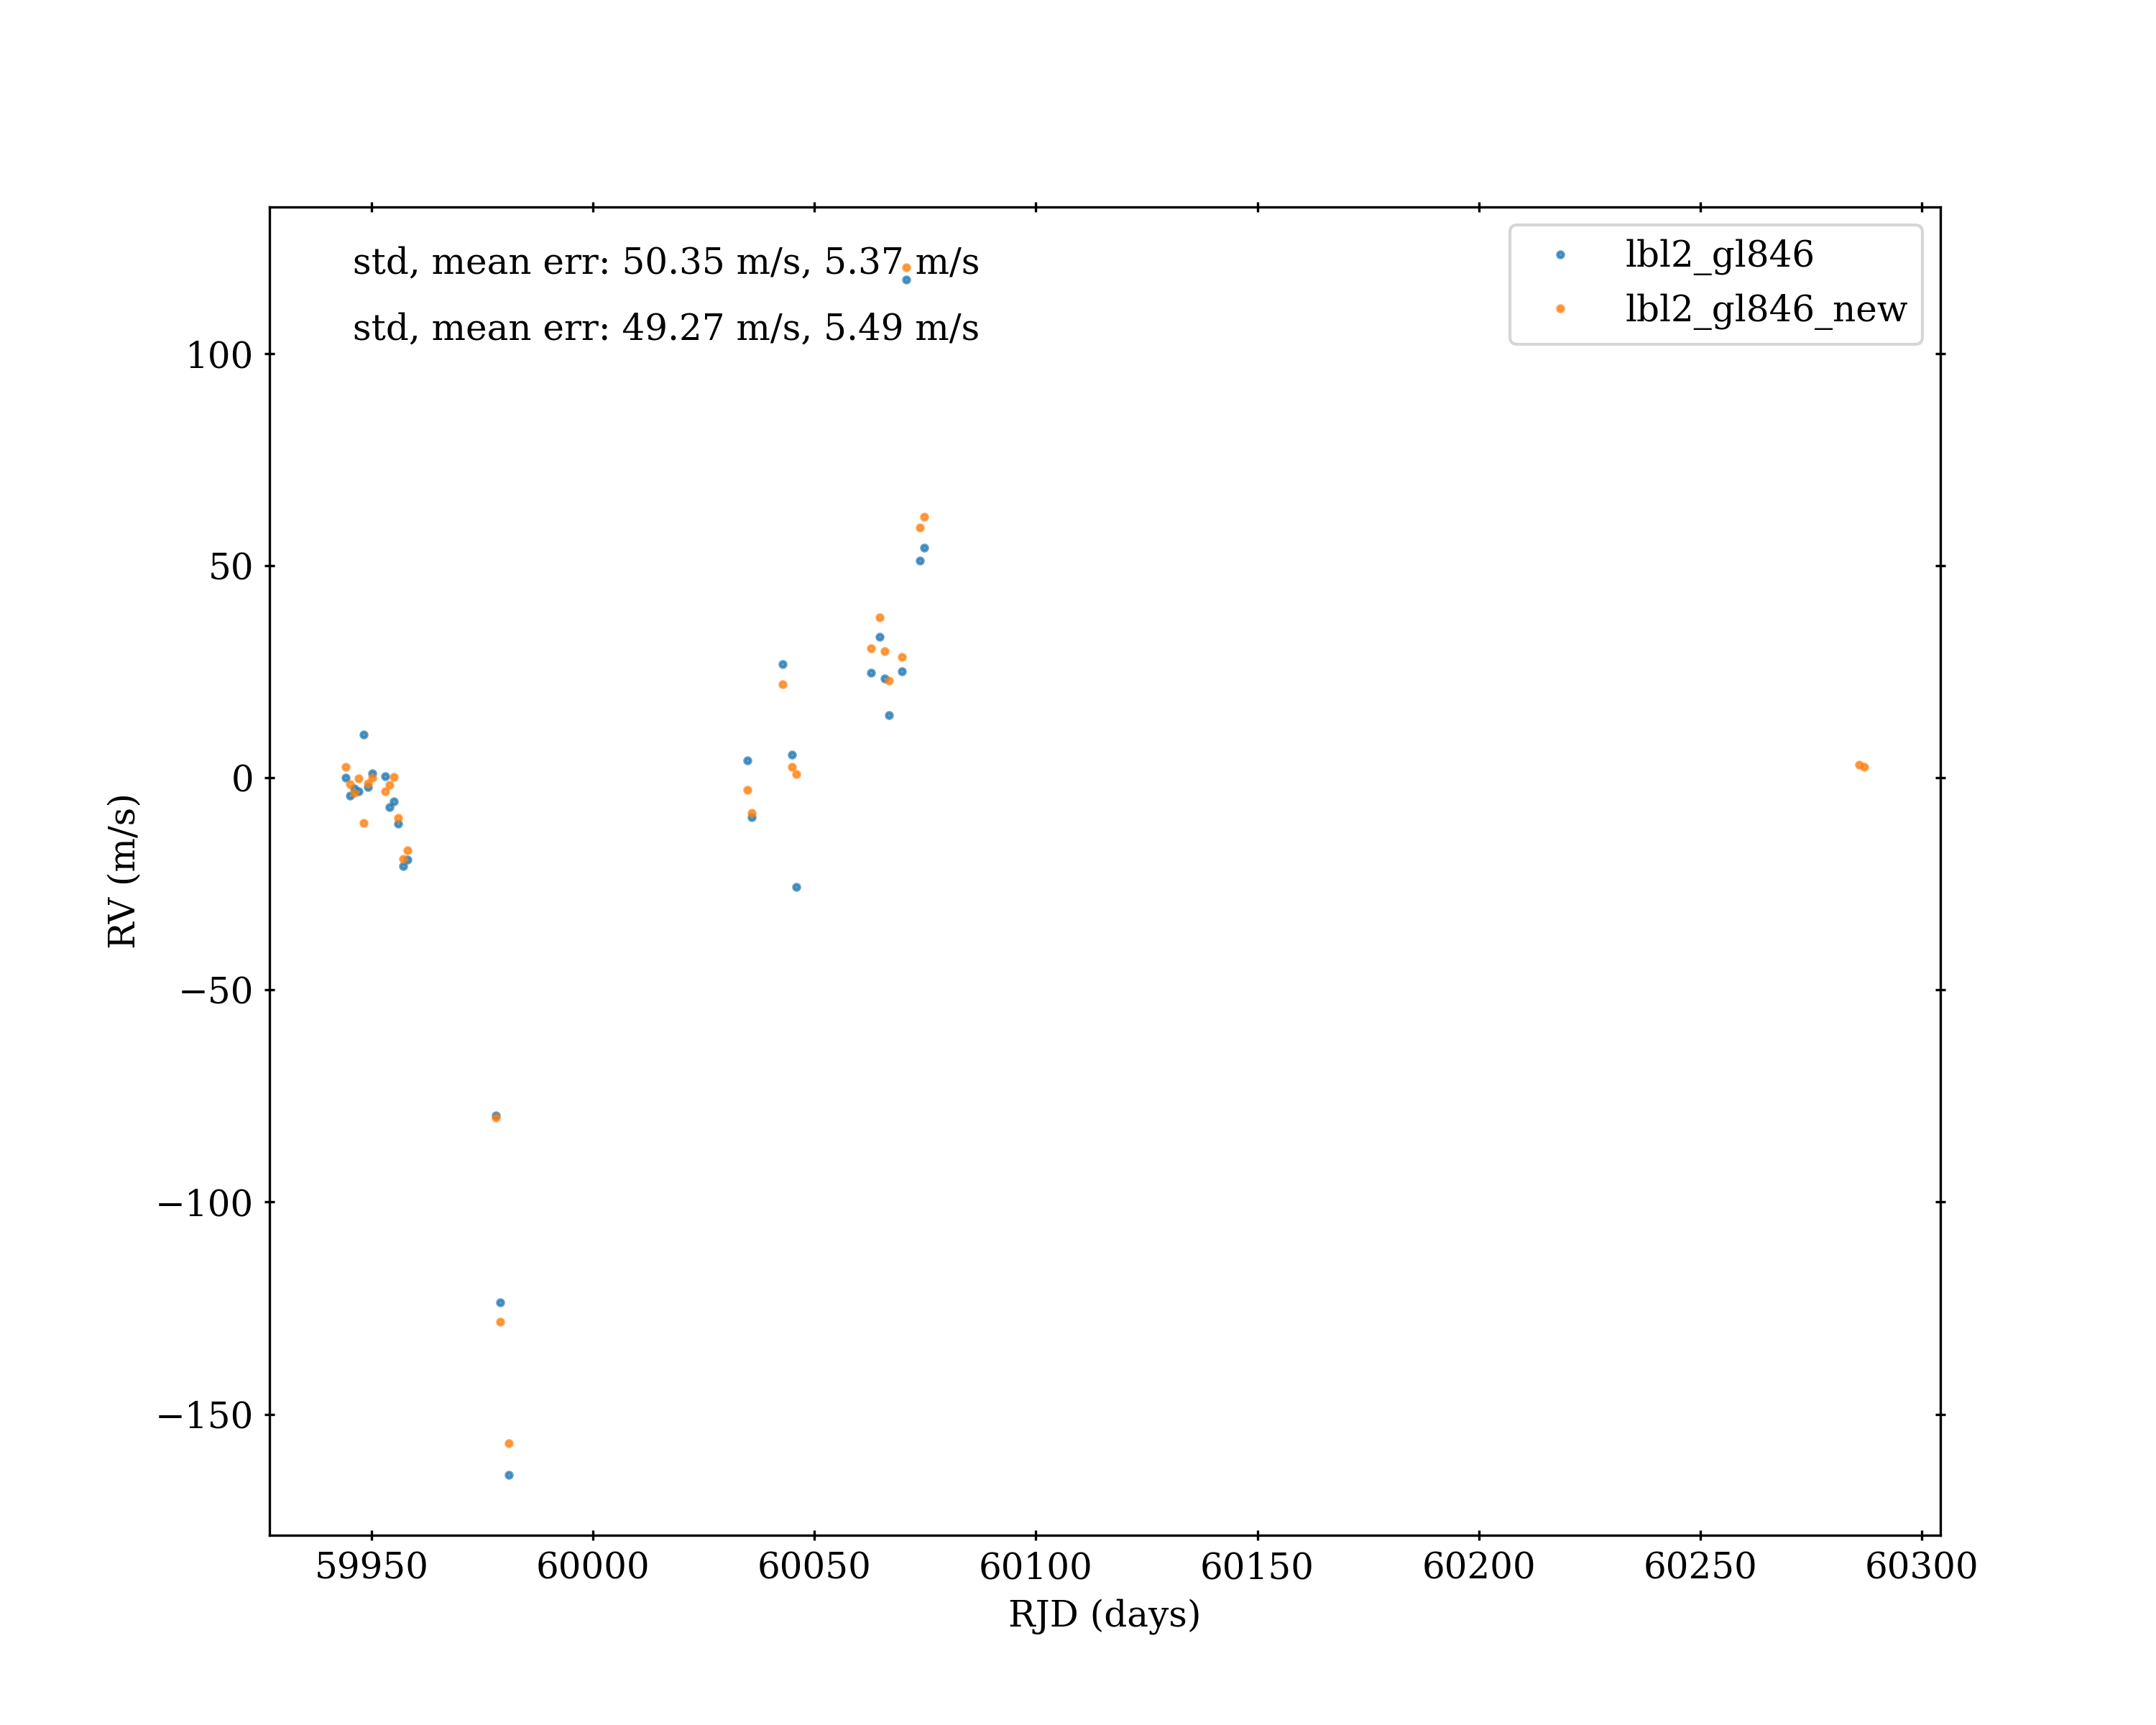 std, mean err: 50.35 m/s, 5.37 m/s
std, mean err: 49.27 m/s, 5.49 m/s
lbl2_gl846
lbl2_gl846_new
100
50
0
−50
−100
−150
RV (m/s)
59950 60000 60050 60100 60150 60200 60250 60300
RJD (days)